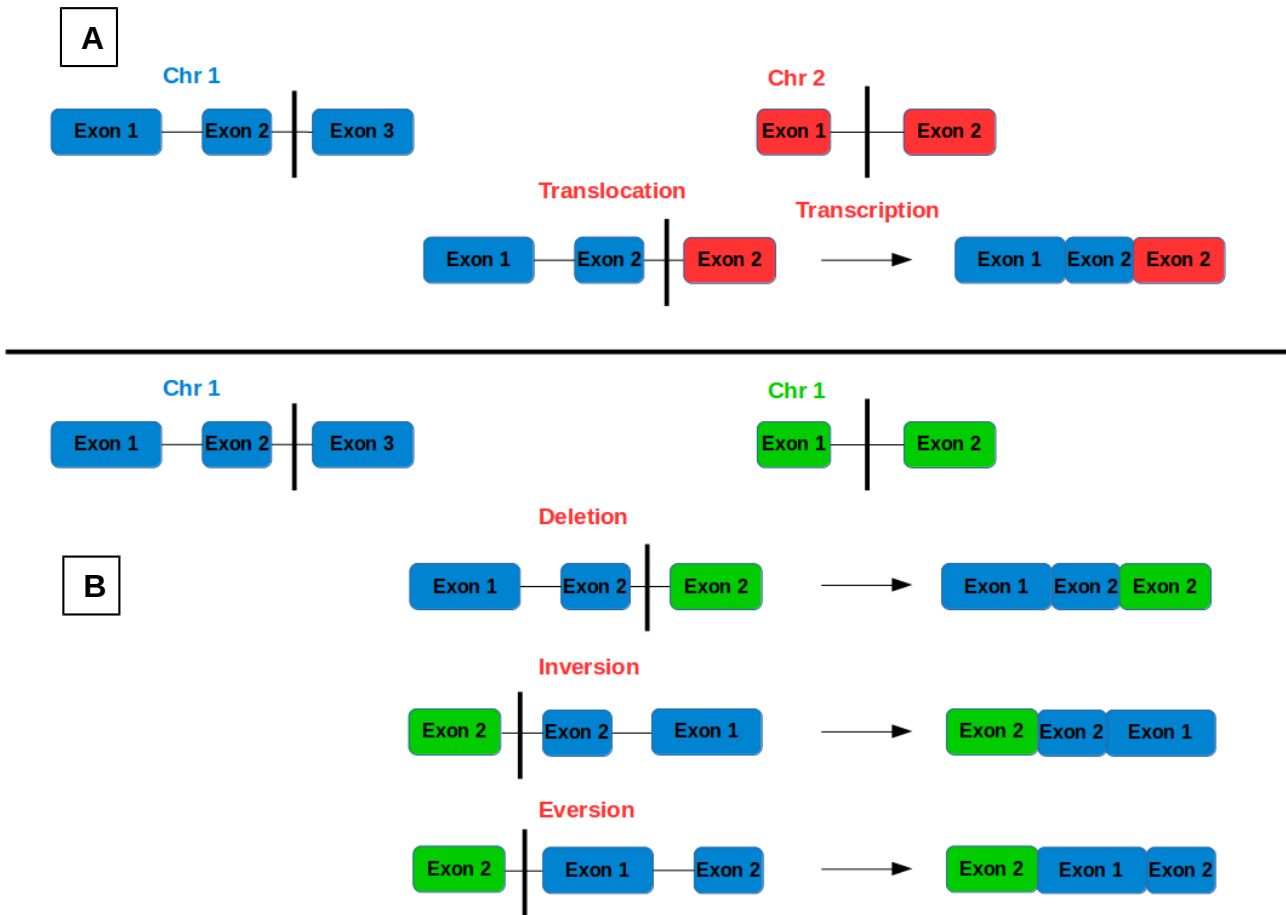 A
Chr 1 Chr 2
Exon 1 Exon 2 Exon 3 Exon 1 Exon 2
Translocation Transcription
Exon 1 Exon 2 Exon 2 Exon 1 Exon 2 Exon 2
Chr 1 Chr 1
Exon 1 Exon 2 Exon 3 Exon 1 Exon 2
Deletion
B
Exon 1 Exon 2 Exon 2 Exon 1 Exon 2 Exon 2
Inversion
Exon 2 Exon 2 Exon 1 Exon 2 Exon 2 Exon 1
Eversion
Exon 2 Exon 1 Exon 2 Exon 2 Exon 1 Exon 2